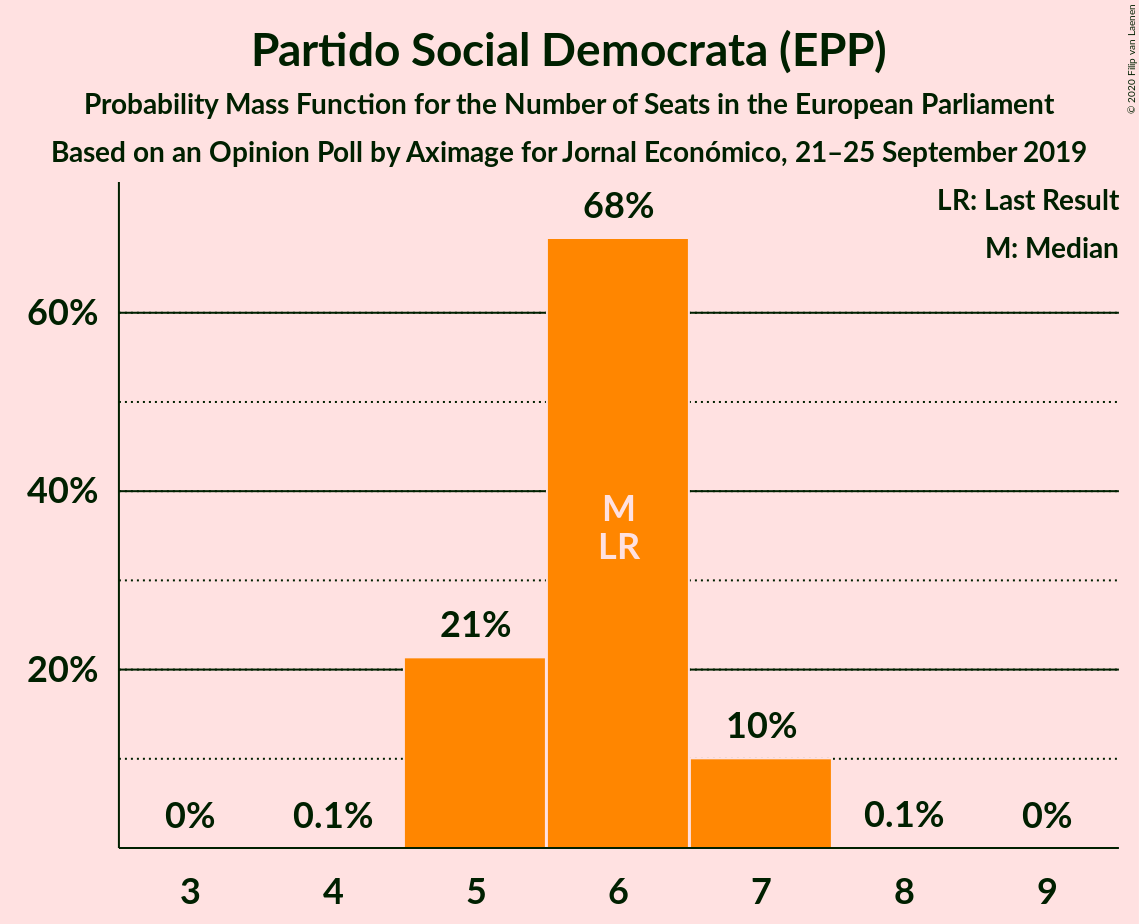 Partido Social Democrata (EPP)
Probability Mass Function for the Number of Seats in the European Parliament
Based on an Opinion Poll by Aximage for Jornal Económico, 21–25 September 2019
© 2020 Filip van Laenen
LR: Last Result
M: Median
68%
60%
40%
M
LR
21%
20%
10%
0%
0.1%
0.1%
0%
3 4 5 6 7 8 9